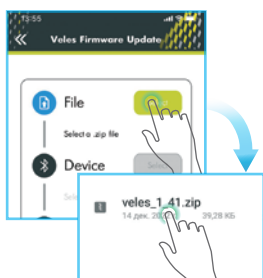 13:55
Veles Firmware Update
File
Select a .zip file
Device
veles_1_41.zip
39,28 КБ
14 дек.